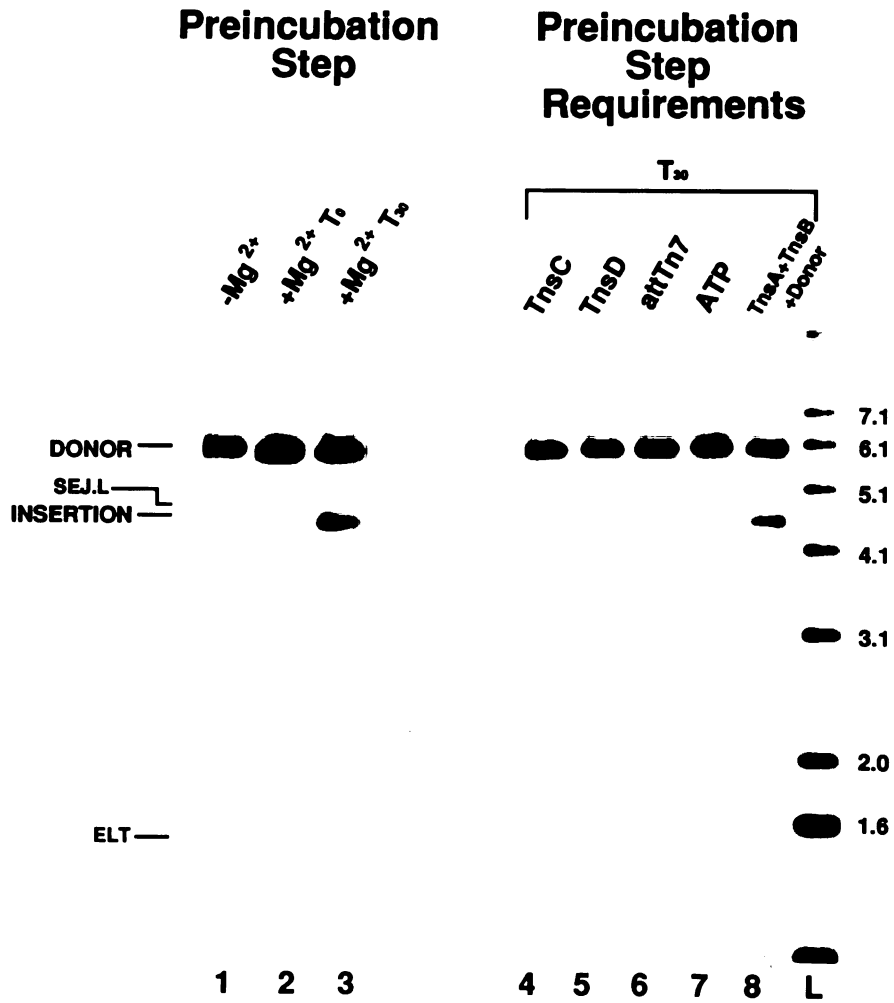 Preincubation
Step
Preincubation
Step
Requirements
T₃₀
-Mg²⁺
+Mg²⁺ T₀
+Mg²⁺ T₃₀
TnsC
TnsD
attTn7
ATP
TnsA+TnsB
+Donor
DONOR
SEJ.L
INSERTION
ELT
7.1
6.1
5.1
4.1
3.1
2.0
1.6
1 2 3 4 5 6 7 8 L